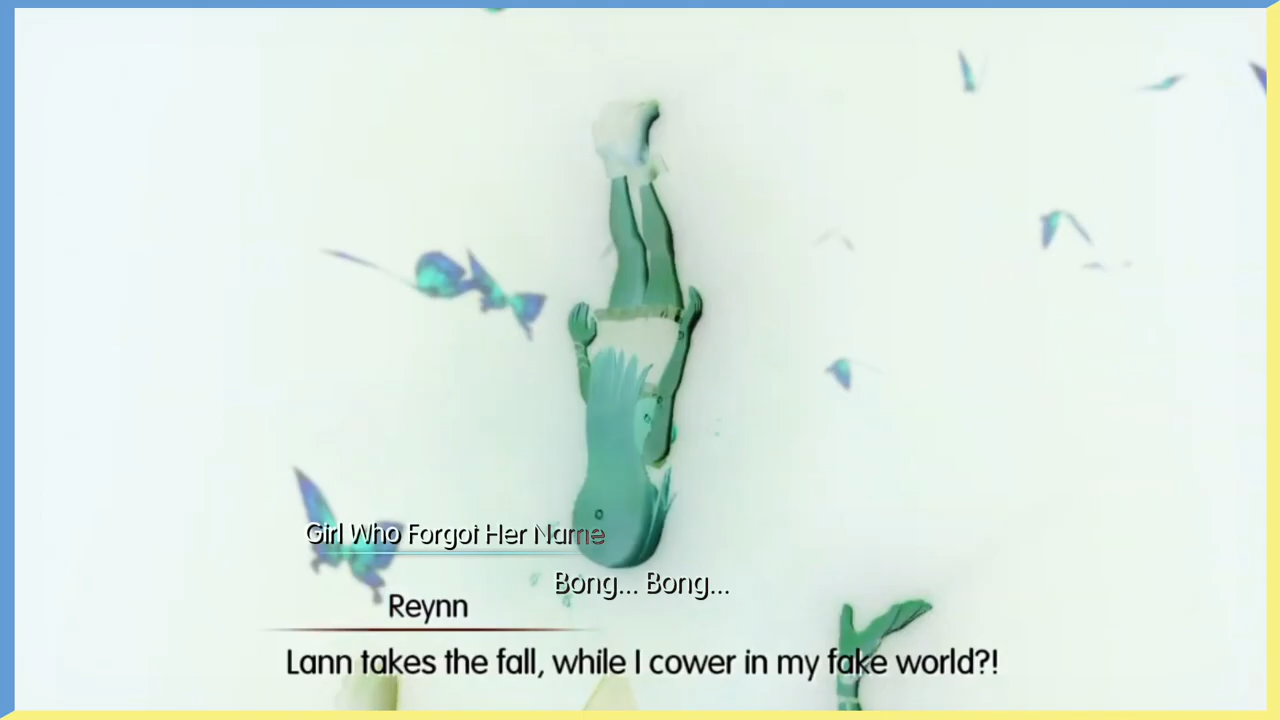 Girl Who Forgot Her Name
Bong... Bong...
Reynn
Lann takes the fall, while I cower in my fake world?!